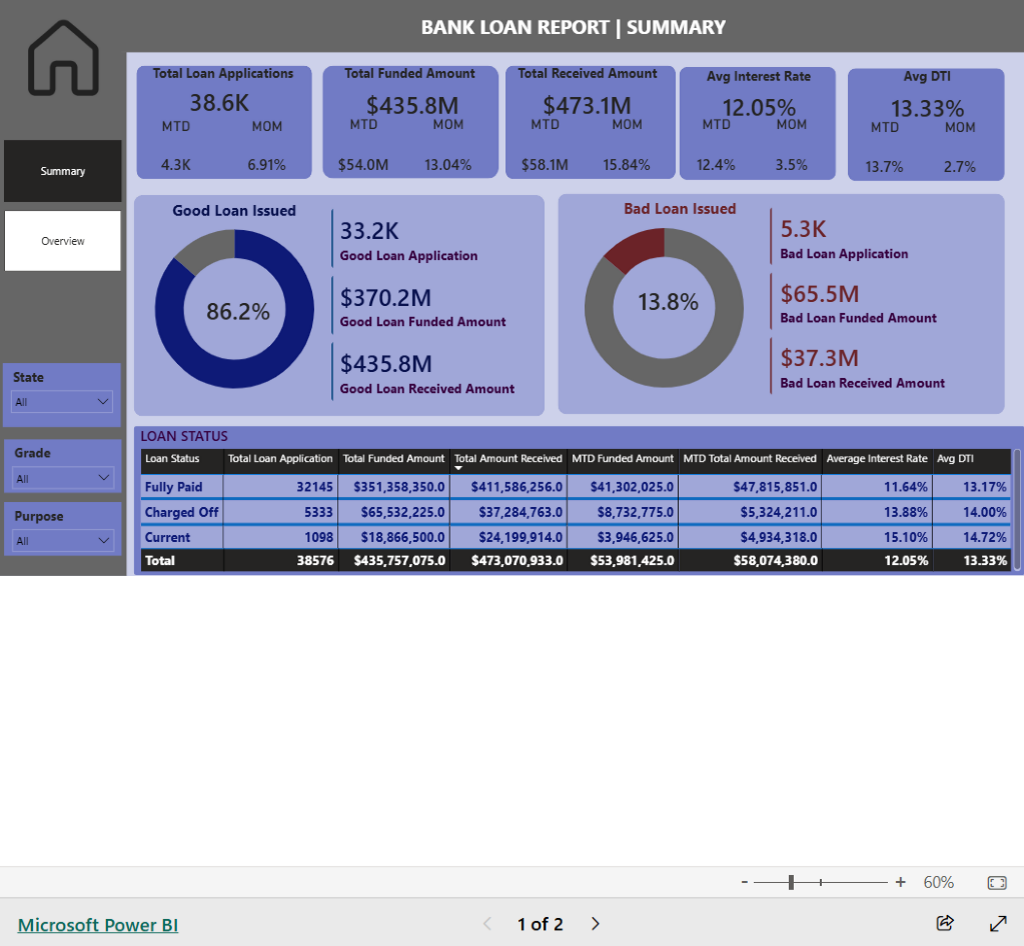 BANK LOAN REPORT | SUMMARY
Summary
Overview
State
All
Grade
All
Purpose
All
Total Loan Applications
38.6K
MTD MOM
4.3K 6.91%
Total Funded Amount
$435.8M
MTD MOM
$54.0M 13.04%
Total Received Amount
$473.1M
MTD MOM
$58.1M 15.84%
Avg Interest Rate
12.05%
MTD MOM
12.4% 3.5%
Avg DTI
13.33%
MTD MOM
13.7% 2.7%
Good Loan Issued
86.2%
33.2K
Good Loan Application
$370.2M
Good Loan Funded Amount
$435.8M
Good Loan Received Amount
Bad Loan Issued
13.8%
5.3K
Bad Loan Application
$65.5M
Bad Loan Funded Amount
$37.3M
Bad Loan Received Amount
LOAN STATUS
Loan Status Total Loan Application Total Funded Amount Total Amount Received MTD Funded Amount MTD Total Amount Received Average Interest Rate Avg DTI
Fully Paid 32145 $351,358,350.0 $411,586,256.0 $41,302,025.0 $47,815,851.0 11.64% 13.17%
Charged Off 5333 $65,532,225.0 $37,284,763.0 $8,732,775.0 $5,324,211.0 13.88% 14.00%
Current 1098 $18,866,500.0 $24,199,914.0 $3,946,625.0 $4,934,318.0 15.10% 14.72%
Total 38576 $435,757,075.0 $473,070,933.0 $53,981,425.0 $58,074,380.0 12.05% 13.33%
- + 60%
Microsoft Power BI
1 of 2